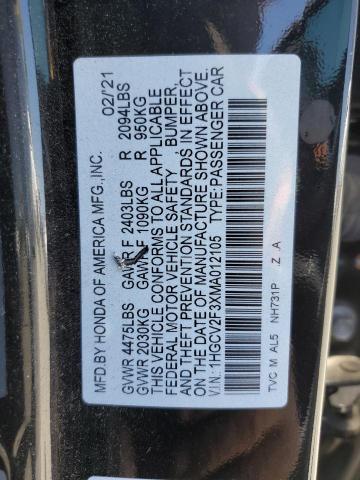 MFD.BY HONDA OF AMERICA MFG.,INC. 02/'21
GVWR 4475LBS GAWR F 2403LBS R 2094LBS
GVWR 2030KG GAWR F 1090KG R 950KG
THIS VEHICLE CONFORMS TO ALL APPLICABLE
FEDERAL MOTOR VEHICLE SAFETY, BUMPER,
AND THEFT PREVENTION STANDARDS IN EFFECT
ON THE DATE OF MANUFACTURE SHOWN ABOVE.
V.I.N.:1HGCV2F3XMA012105 TYPE:PASSENGER CAR
TVC M AL5 NH731P Z A